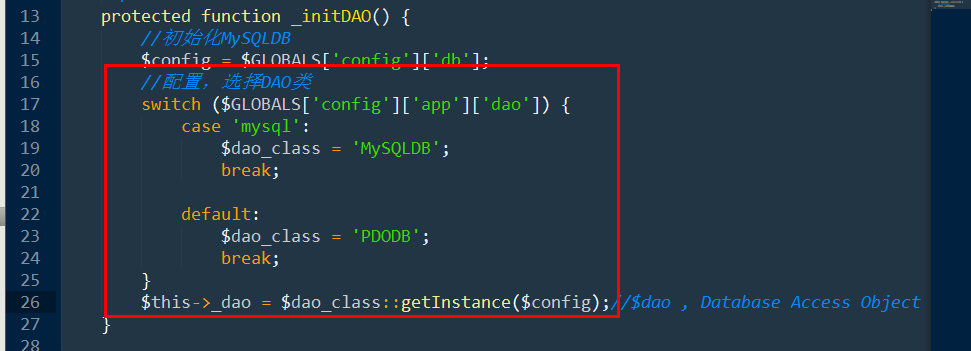 13 protected function _initDAO() {
14 //初始化MySQLDB
15 $config = $GLOBALS['config']['db'];
16 //配置，选择DAO类
17 switch ($GLOBALS['config']['app']['dao']) {
18 case 'mysql':
19 $dao_class = 'MySQLDB';
20 break;
21
22 default:
23 $dao_class = 'PDODB';
24 break;
25 }
26 $this->_dao = $dao_class::getInstance($config);//$dao , Database Access Object
27 }
28